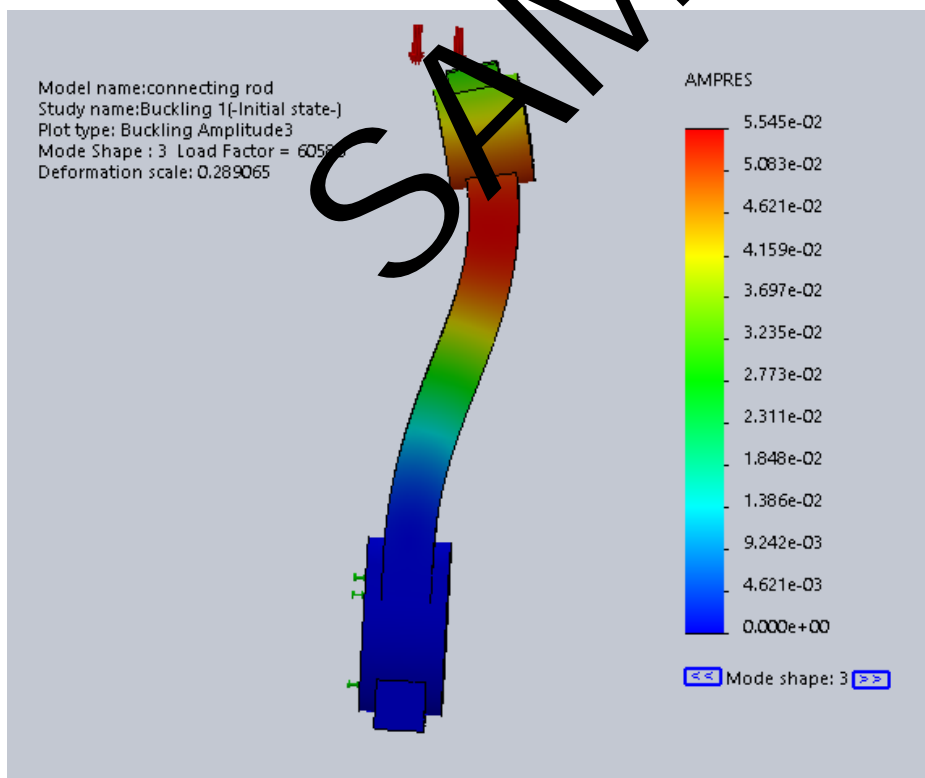 SAM
Model name:connecting rod
Study name:Buckling 1(-Initial state-)
Plot type: Buckling Amplitude3
Mode Shape : 3 Load Factor =
Deformation scale: 0.289065
AMPRES
5.545e-02
5.083e-02
4.621e-02
4.159e-02
3.697e-02
3.235e-02
2.773e-02
2.311e-02
1.848e-02
1.386e-02
9.242e-03
4.621e-03
0.000e+00
<< Mode shape: 3 >>